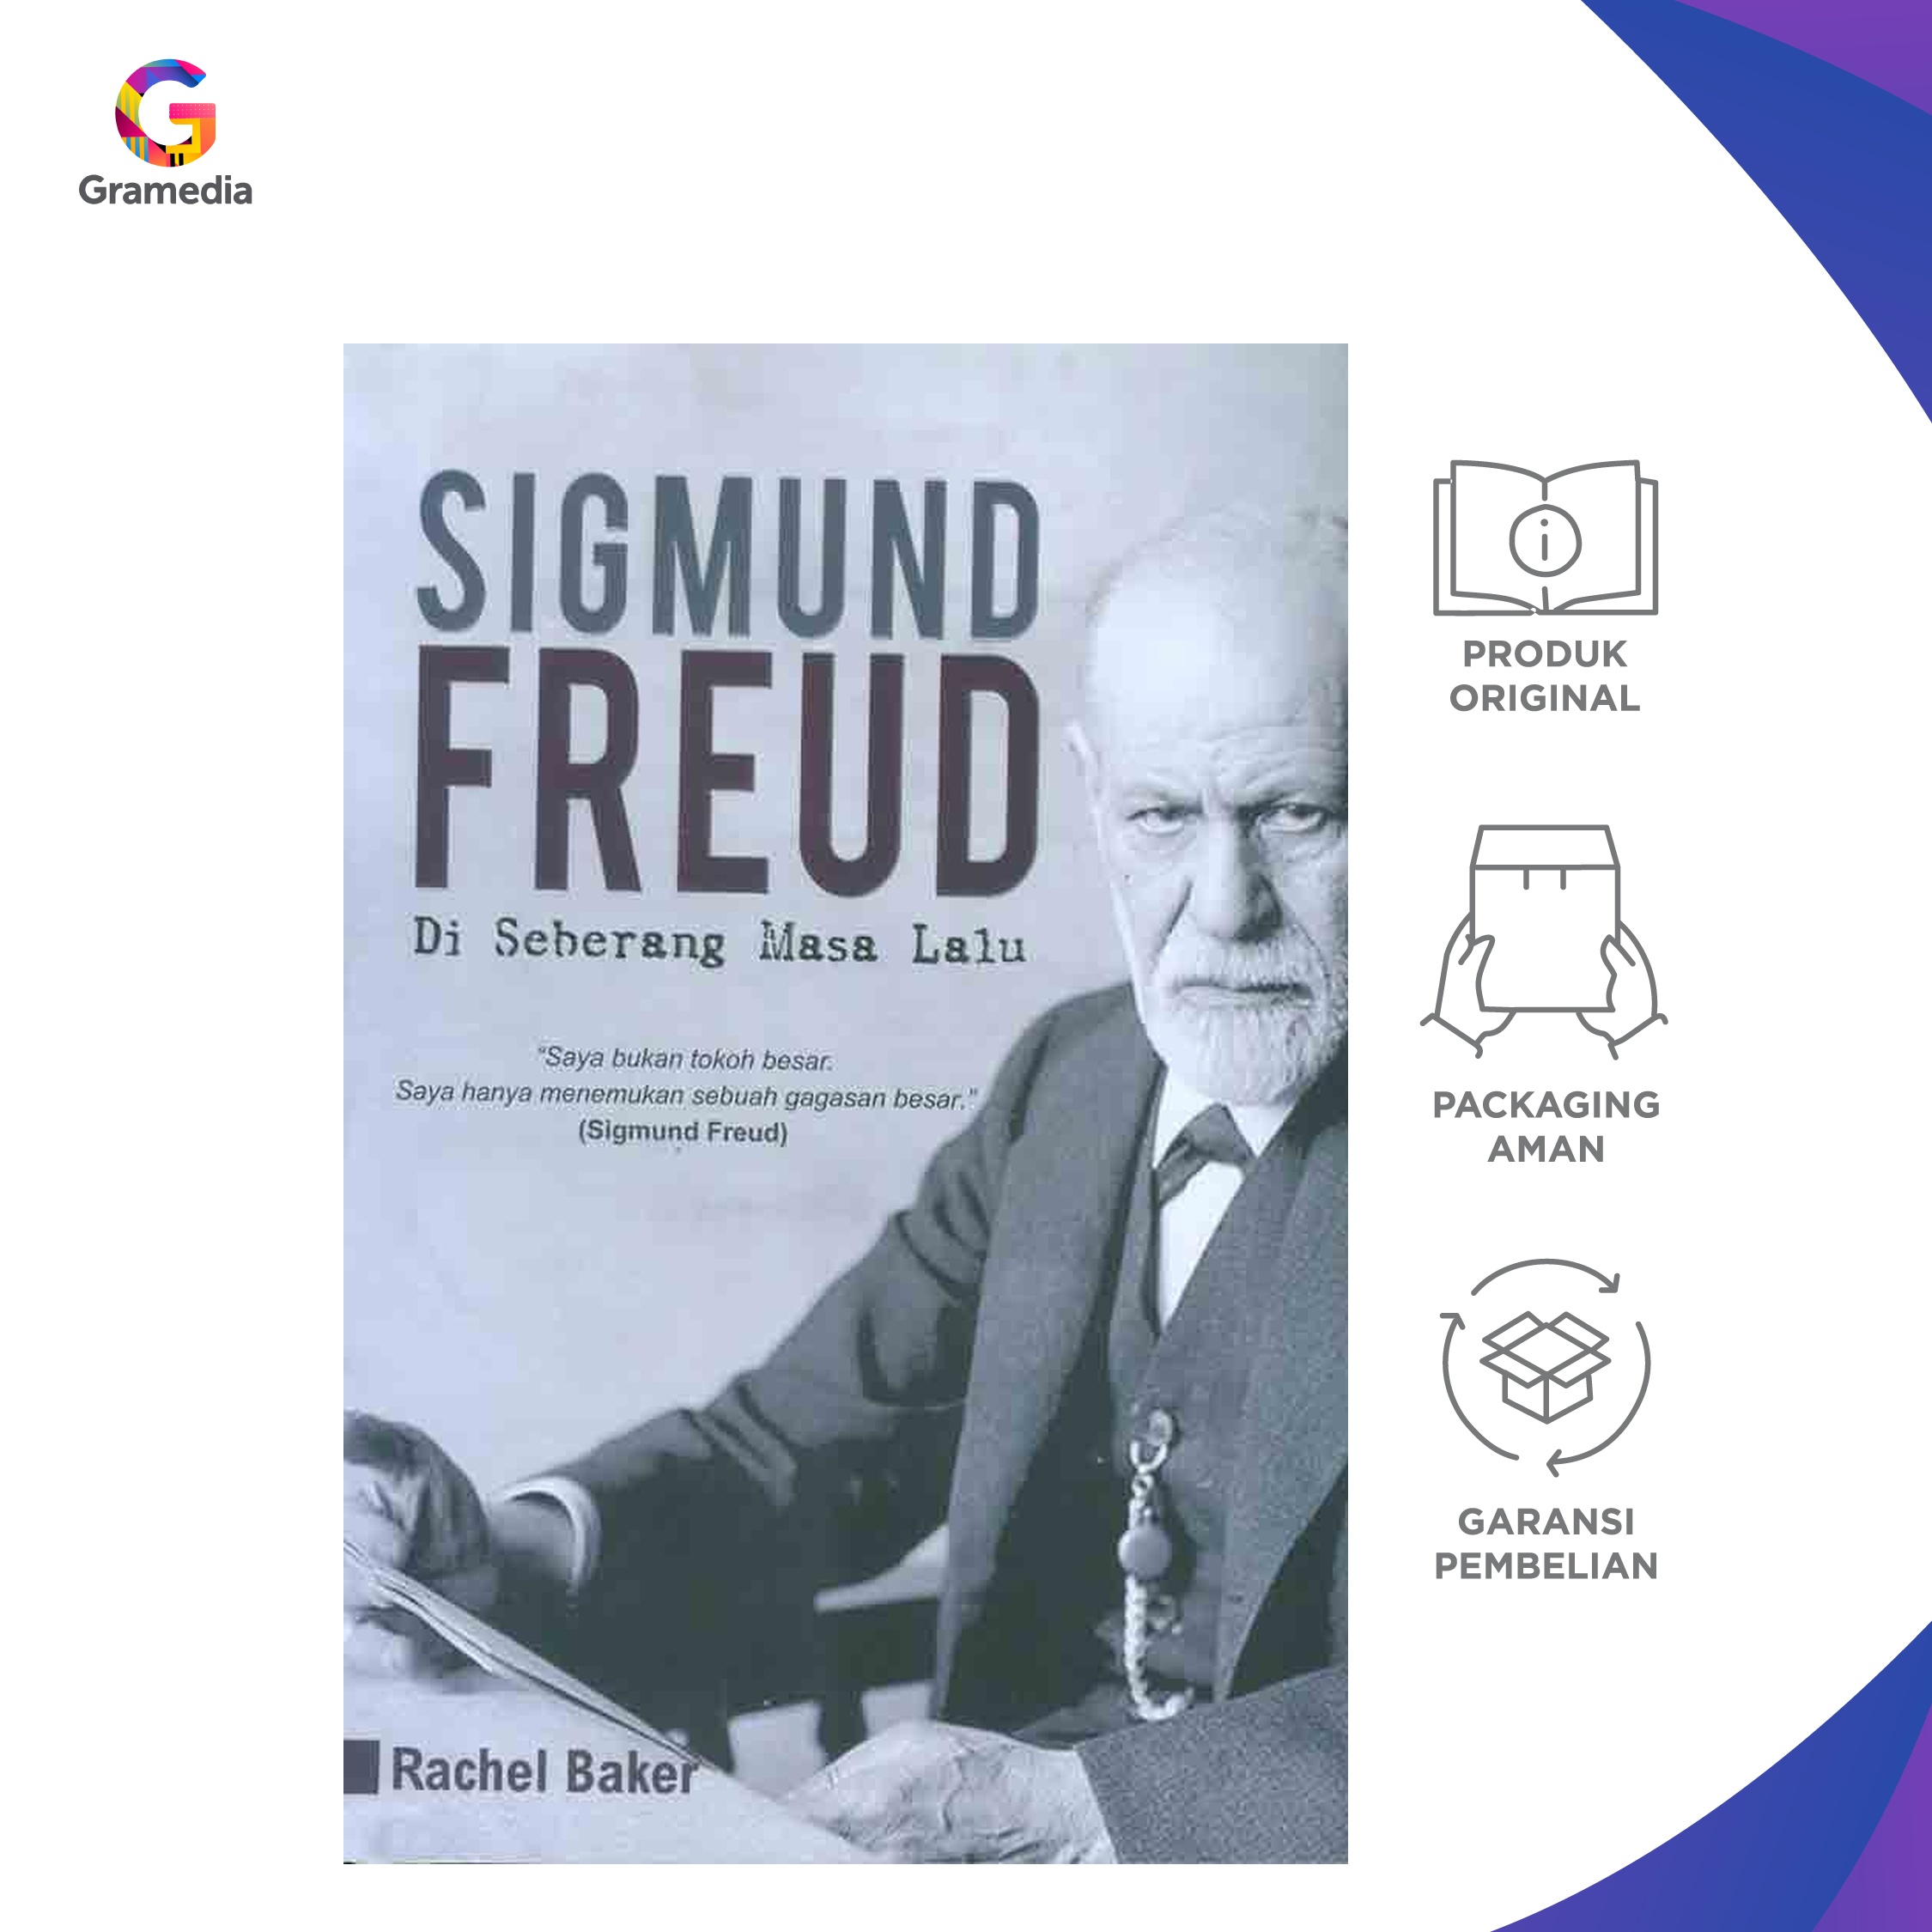 Gramedia
SIGMUND
FREUD
Di Seberang Masa Lalu
"Saya bukan tokoh besar.
Saya hanya menemukan sebuah gagasan besar."
(Sigmund Freud)
Rachel Baker
PRODUK
ORIGINAL
PACKAGING
AMAN
GARANSI
PEMBELIAN